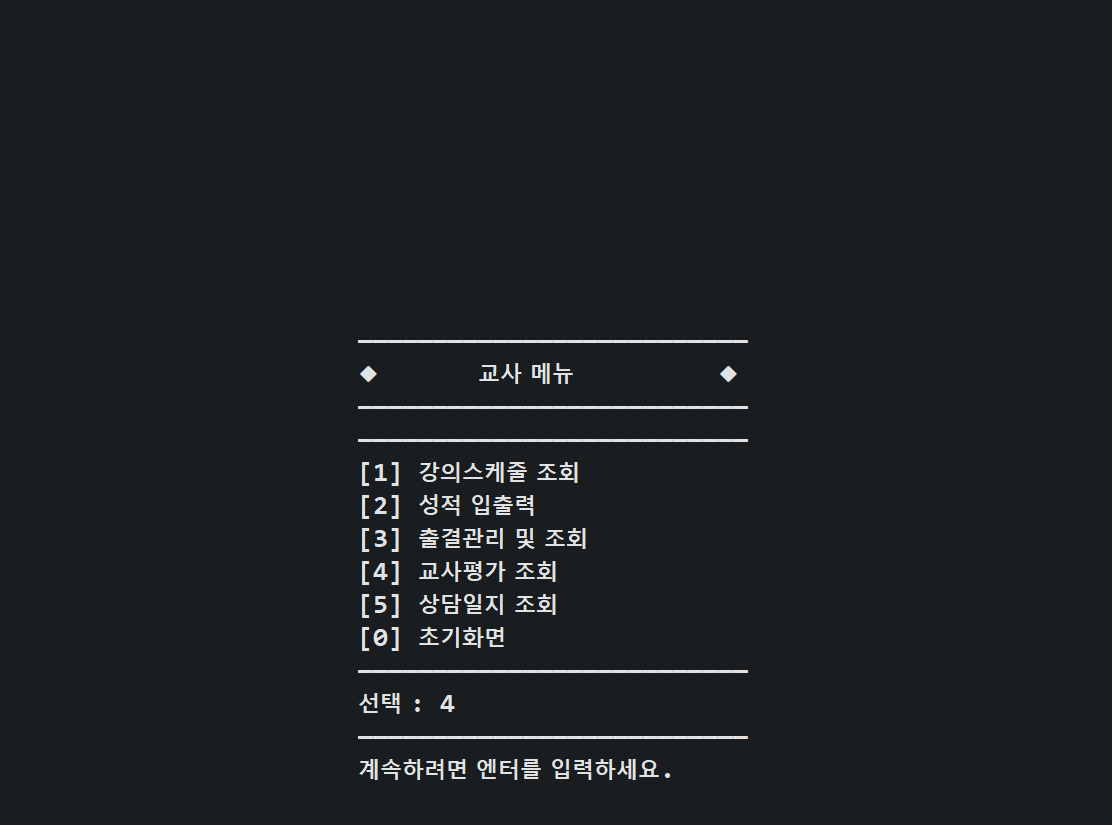 ◆ 교사 메뉴 ◆
[1] 강의스케줄 조회
[2] 성적 입출력
[3] 출결관리 및 조회
[4] 교사평가 조회
[5] 상담일지 조회
[0] 초기화면
선택 : 4
계속하려면 엔터를 입력하세요.